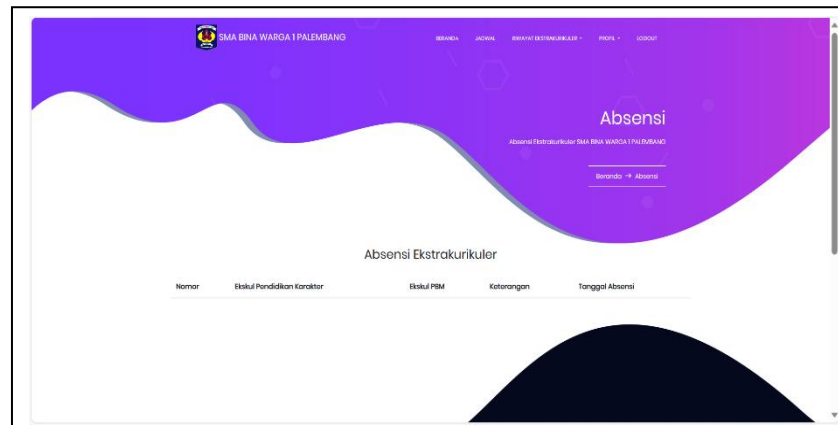 SMA BINA WARGA 1 PALEMBANG
BERANDA JADWAL RIWAYAT EKSTRAKURIKULER PROFIL LOGOUT
Absensi
Absensi Ekstrakurikuler SMA BINA WARGA 1 PALEMBANG
Beranda → Absensi
Absensi Ekstrakurikuler
Nomor Ekskul Pendidikan Karakter Ekskul PBM Keterangan Tanggal Absensi